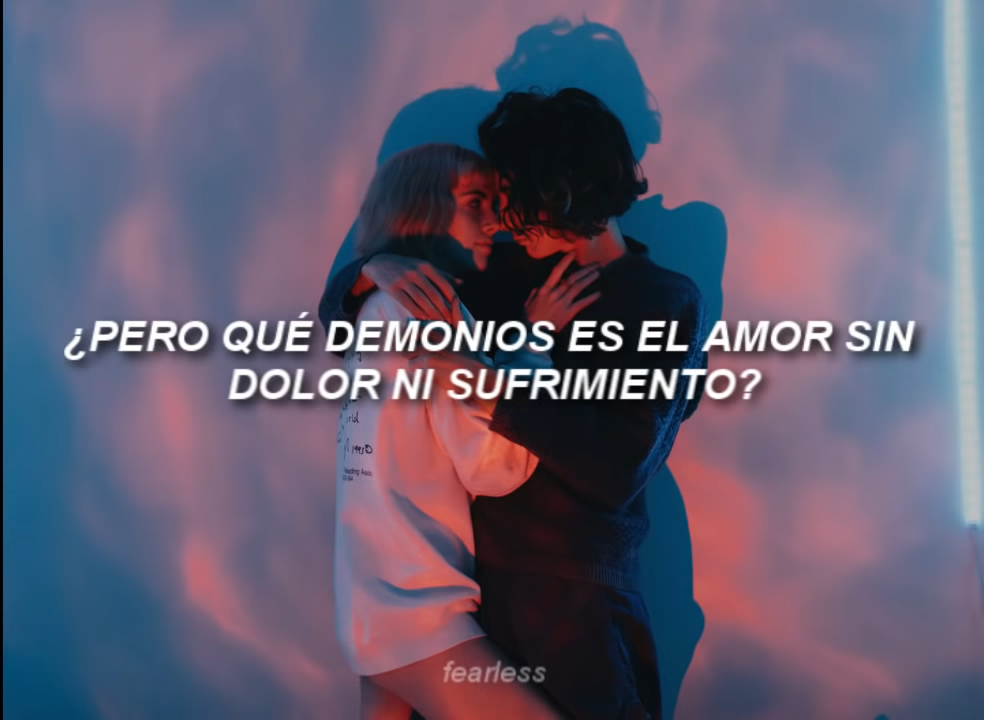 ¿PERO QUÉ DEMONIOS ES EL AMOR SIN
DOLOR NI SUFRIMIENTO?
fearless